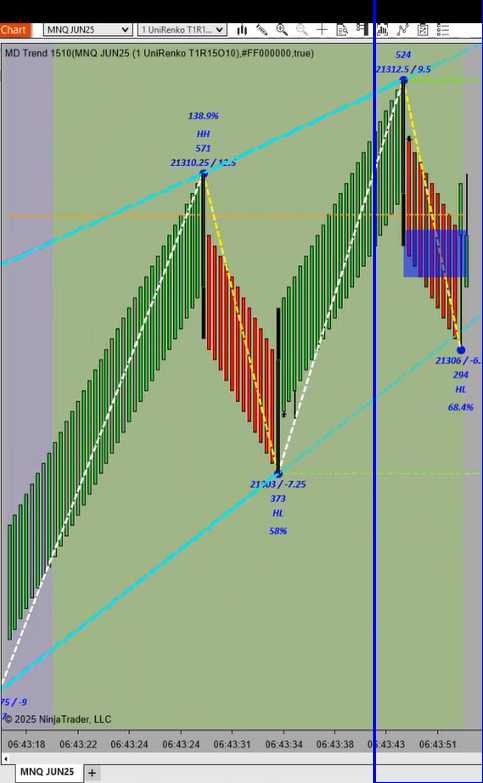 Chart
MNQ JUN25
1 UniRenko T1R1...
MD Trend 1510(MNQ JUN25 (1 UniRenko T1R15O10),#FF000000,true)
524
21312.5 / 9.5
138.9%
HH
571
21310.25 / 12.5
21306 / -6.
294
HL
68.4%
21303 / -7.25
373
HL
58%
75 / -9
© 2025 NinjaTrader, LLC
06:43:18 06:43:22 06:43:24 06:43:24 06:43:31 06:43:34 06:43:38 06:43:43 06:43:51
MNQ JUN25 +